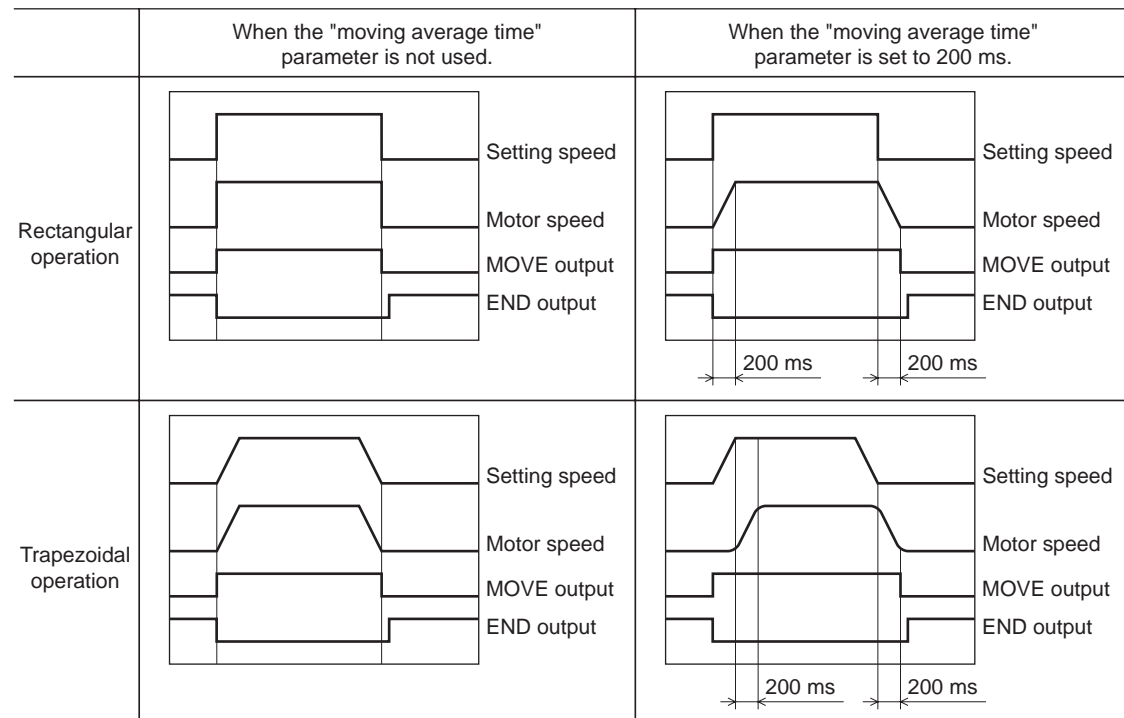 When the "moving average time"
parameter is not used.
When the "moving average time"
parameter is set to 200 ms.
Rectangular
operation
Setting speed
Motor speed
MOVE output
END output
Setting speed
Motor speed
MOVE output
END output
200 ms
200 ms
Trapezoidal
operation
Setting speed
Motor speed
MOVE output
END output
Setting speed
Motor speed
MOVE output
END output
200 ms
200 ms